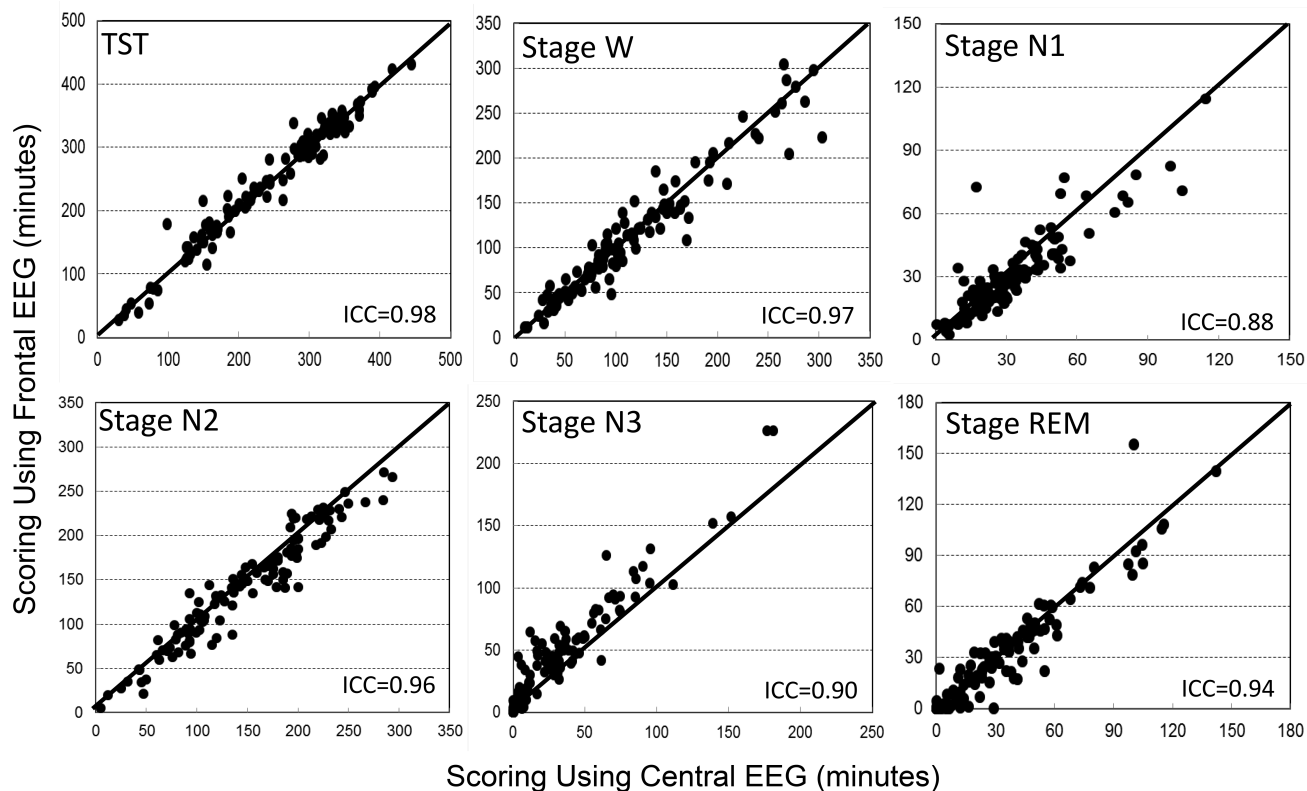 Scoring Using Frontal EEG (minutes)
TST
500
400
300
200
100
0
ICC=0.98
0 100 200 300 400 500
Stage W
350
300
250
200
150
100
50
0
ICC=0.97
0 50 100 150 200 250 300 350
Stage N1
150
120
90
60
30
0
ICC=0.88
0 30 60 90 120 150
Stage N2
350
300
250
200
150
100
50
0
ICC=0.96
0 50 100 150 200 250 300 350
Stage N3
250
200
150
100
50
0
ICC=0.90
0 50 100 150 200 250
Stage REM
180
150
120
90
60
30
0
ICC=0.94
0 30 60 90 120 150 180
Scoring Using Central EEG (minutes)